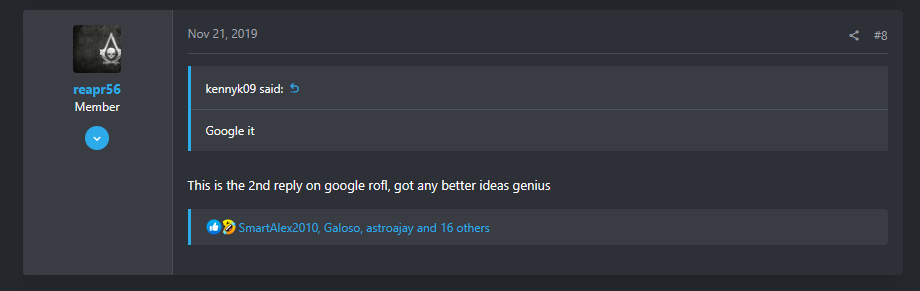 Nov 21, 2019
#8
reapr56
Member
kennyk09 said:
Google it
This is the 2nd reply on google rofl, got any better ideas genius
SmartAlex2010, Galoso, astroajay and 16 others